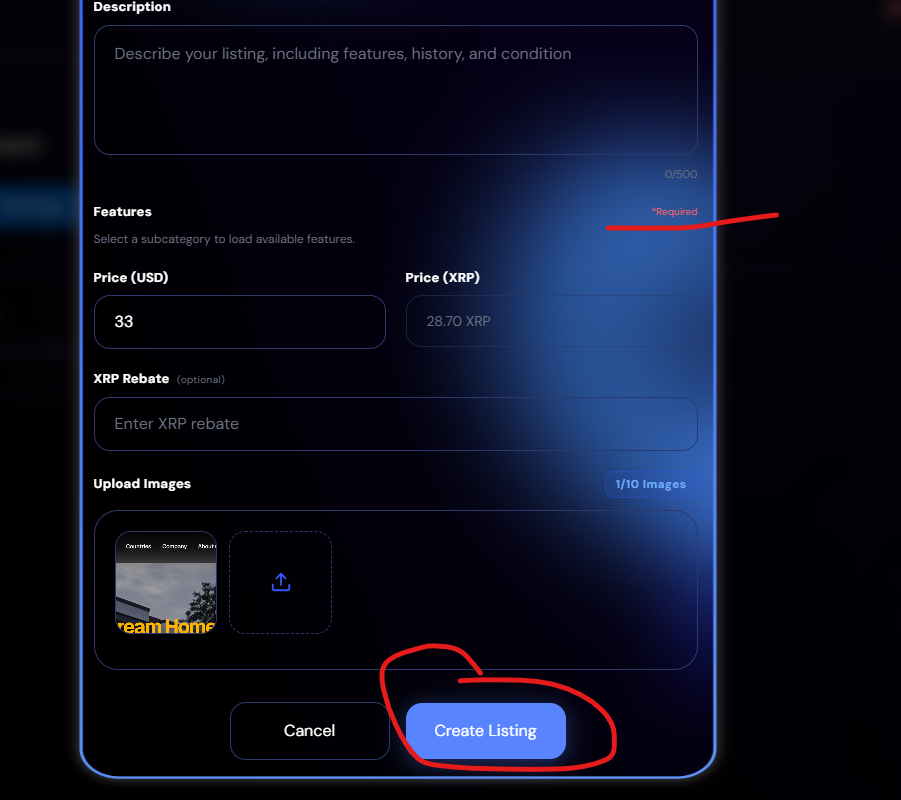 Description
Describe your listing, including features, history, and condition
0/500
Features
*Required
Select a subcategory to load available features.
Price (USD)
Price (XRP)
33
28.70 XRP
XRP Rebate (optional)
Enter XRP rebate
Upload Images
1/10 Images
Countries Company About
ream Home
Cancel
Create Listing